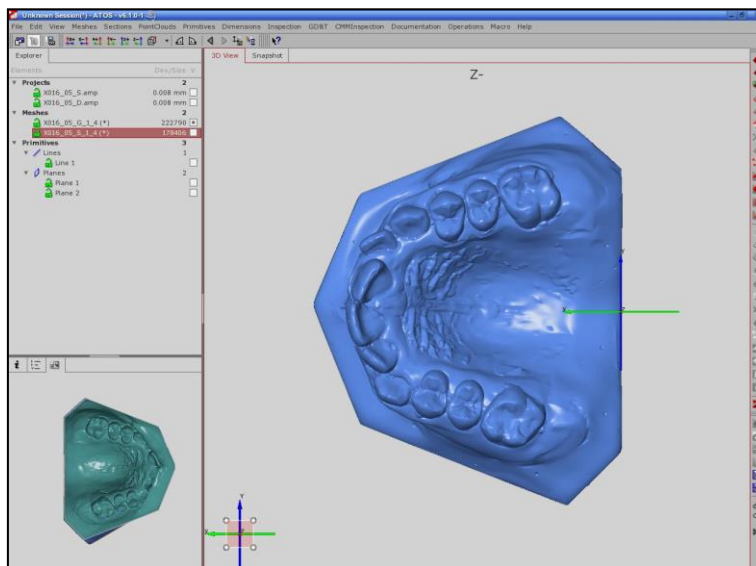 Unknown Session(*) - ATOS - v6.1.0-1
File Edit View Meshes Sections PointClouds Primitives Dimensions Inspection GD&T CMMInspection Documentation Operations Macro Help
Explorer
3D View Snapshot
Elements Dev/Size V
Z-
Projects 2
X016_05_S.amp 0.008 mm
X016_05_D.amp 0.008 mm
Meshes 2
X016_05_G_1_4 (*) 222790
X016_05_S_1_4 (*) 178406
Primitives 3
Lines 1
Line 1
Planes 2
Plane 1
Plane 2
Y
X
Y
X